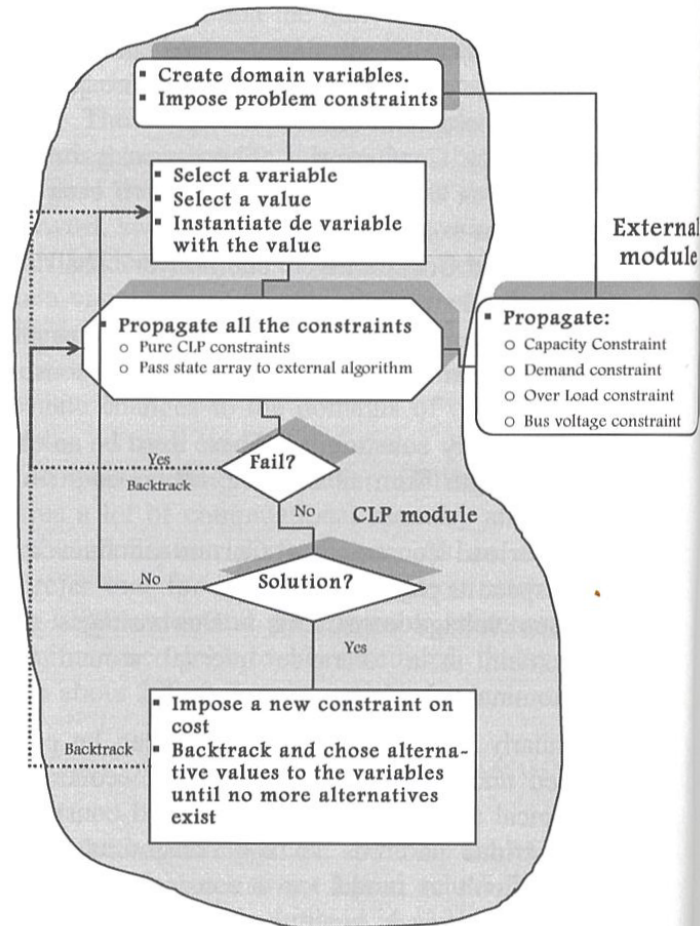 ▪ Create domain variables.
▪ Impose problem constraints
▪ Select a variable
▪ Select a value
▪ Instantiate de variable
with the value
External
module
▪ Propagate all the constraints
○ Pure CLP constraints
○ Pass state array to external algorithm
▪ Propagate:
○ Capacity Constraint
○ Demand constraint
○ Over Load constraint
○ Bus voltage constraint
Yes
Backtrack
Fail?
No
CLP module
No
Solution?
Yes
▪ Impose a new constraint on
cost
▪ Backtrack and chose alterna-
tive values to the variables
until no more alternatives
exist
Backtrack